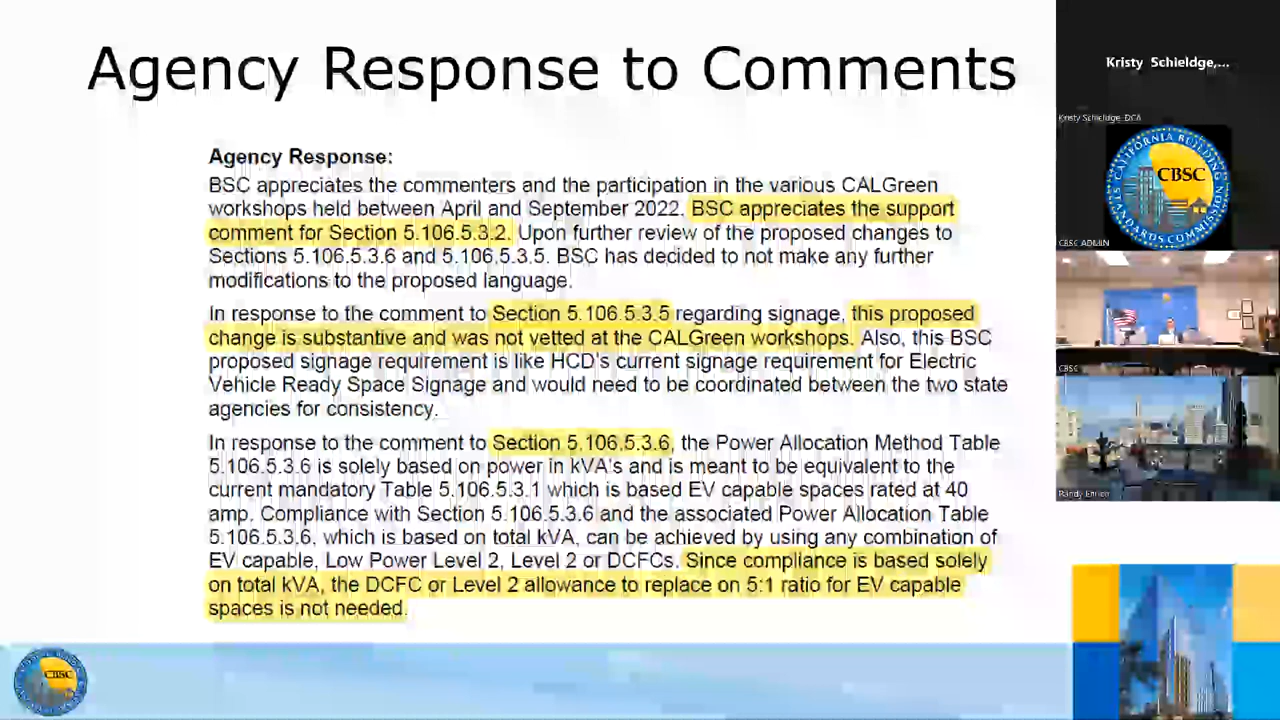 Agency Response to Comments
Agency Response:
BSC appreciates the commenters and the participation in the various CALGreen
workshops held between April and September 2022. BSC appreciates the support
comment for Section 5.106.5.3.2. Upon further review of the proposed changes to
Sections 5.106.5.3.6 and 5.106.5.3.5. BSC has decided to not make any further
modifications to the proposed language.
In response to the comment to Section 5.106.5.3.5 regarding signage, this proposed
change is substantive and was not vetted at the CALGreen workshops. Also, this BSC
proposed signage requirement is like HCD's current signage requirement for Electric
Vehicle Ready Space Signage and would need to be coordinated between the two state
agencies for consistency.
In response to the comment to Section 5.106.5.3.6, the Power Allocation Method Table
5.106.5.3.6 is solely based on power in kVA's and is meant to be equivalent to the
current mandatory Table 5.106.5.3.1 which is based EV capable spaces rated at 40
amp. Compliance with Section 5.106.5.3.6 and the associated Power Allocation Table
5.106.5.3.6, which is based on total kVA, can be achieved by using any combination of
EV capable, Low Power Level 2, Level 2 or DCFCs. Since compliance is based solely
on total kVA, the DCFC or Level 2 allowance to replace on 5:1 ratio for EV capable
spaces is not needed.
CBSC
Kristy Schieldge,...
Kristy Schieldge, DCA
CALIFORNIA BUILDING
CBSC
STANDARDS COMMISSION
CBSC ADMIN
CBSC
Randy